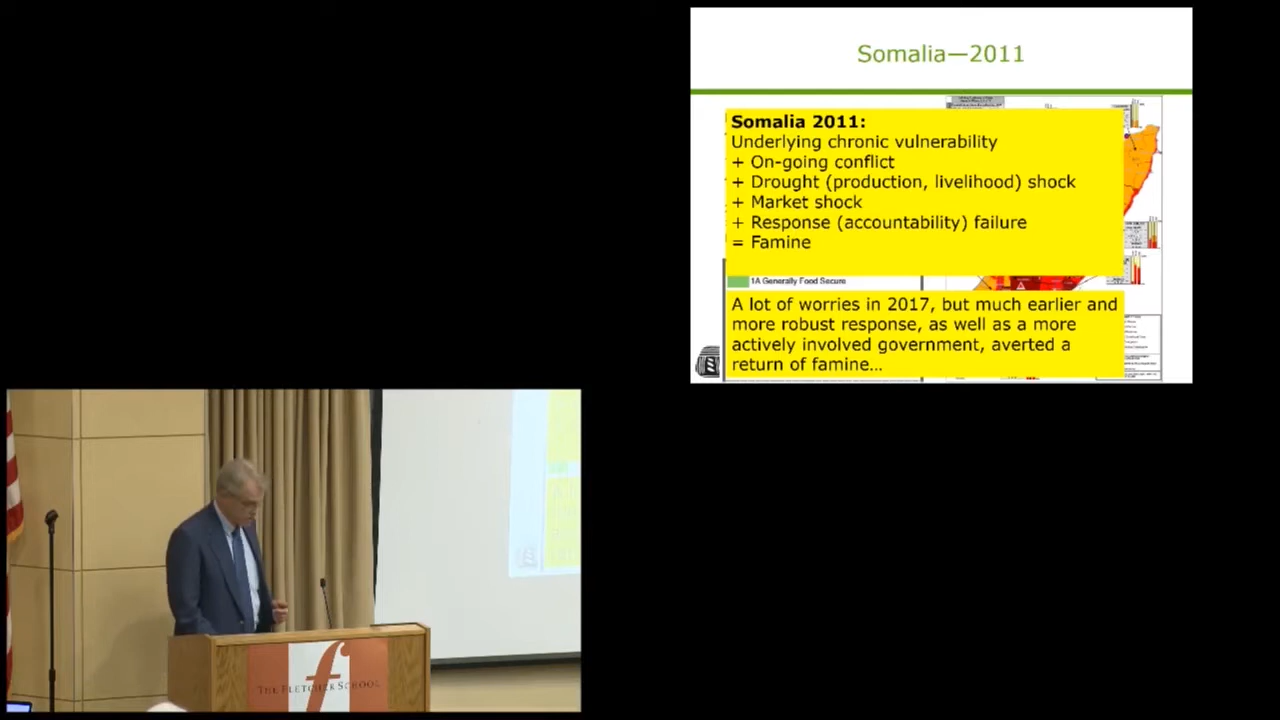 Somalia—2011
Somalia 2011:
Underlying chronic vulnerability
+ On-going conflict
+ Drought (production, livelihood) shock
+ Market shock
+ Response (accountability) failure
= Famine
1A Generally Food Secure
A lot of worries in 2017, but much earlier and
more robust response, as well as a more
actively involved government, averted a
return of famine…
f
THE FLETCHER SCHOOL